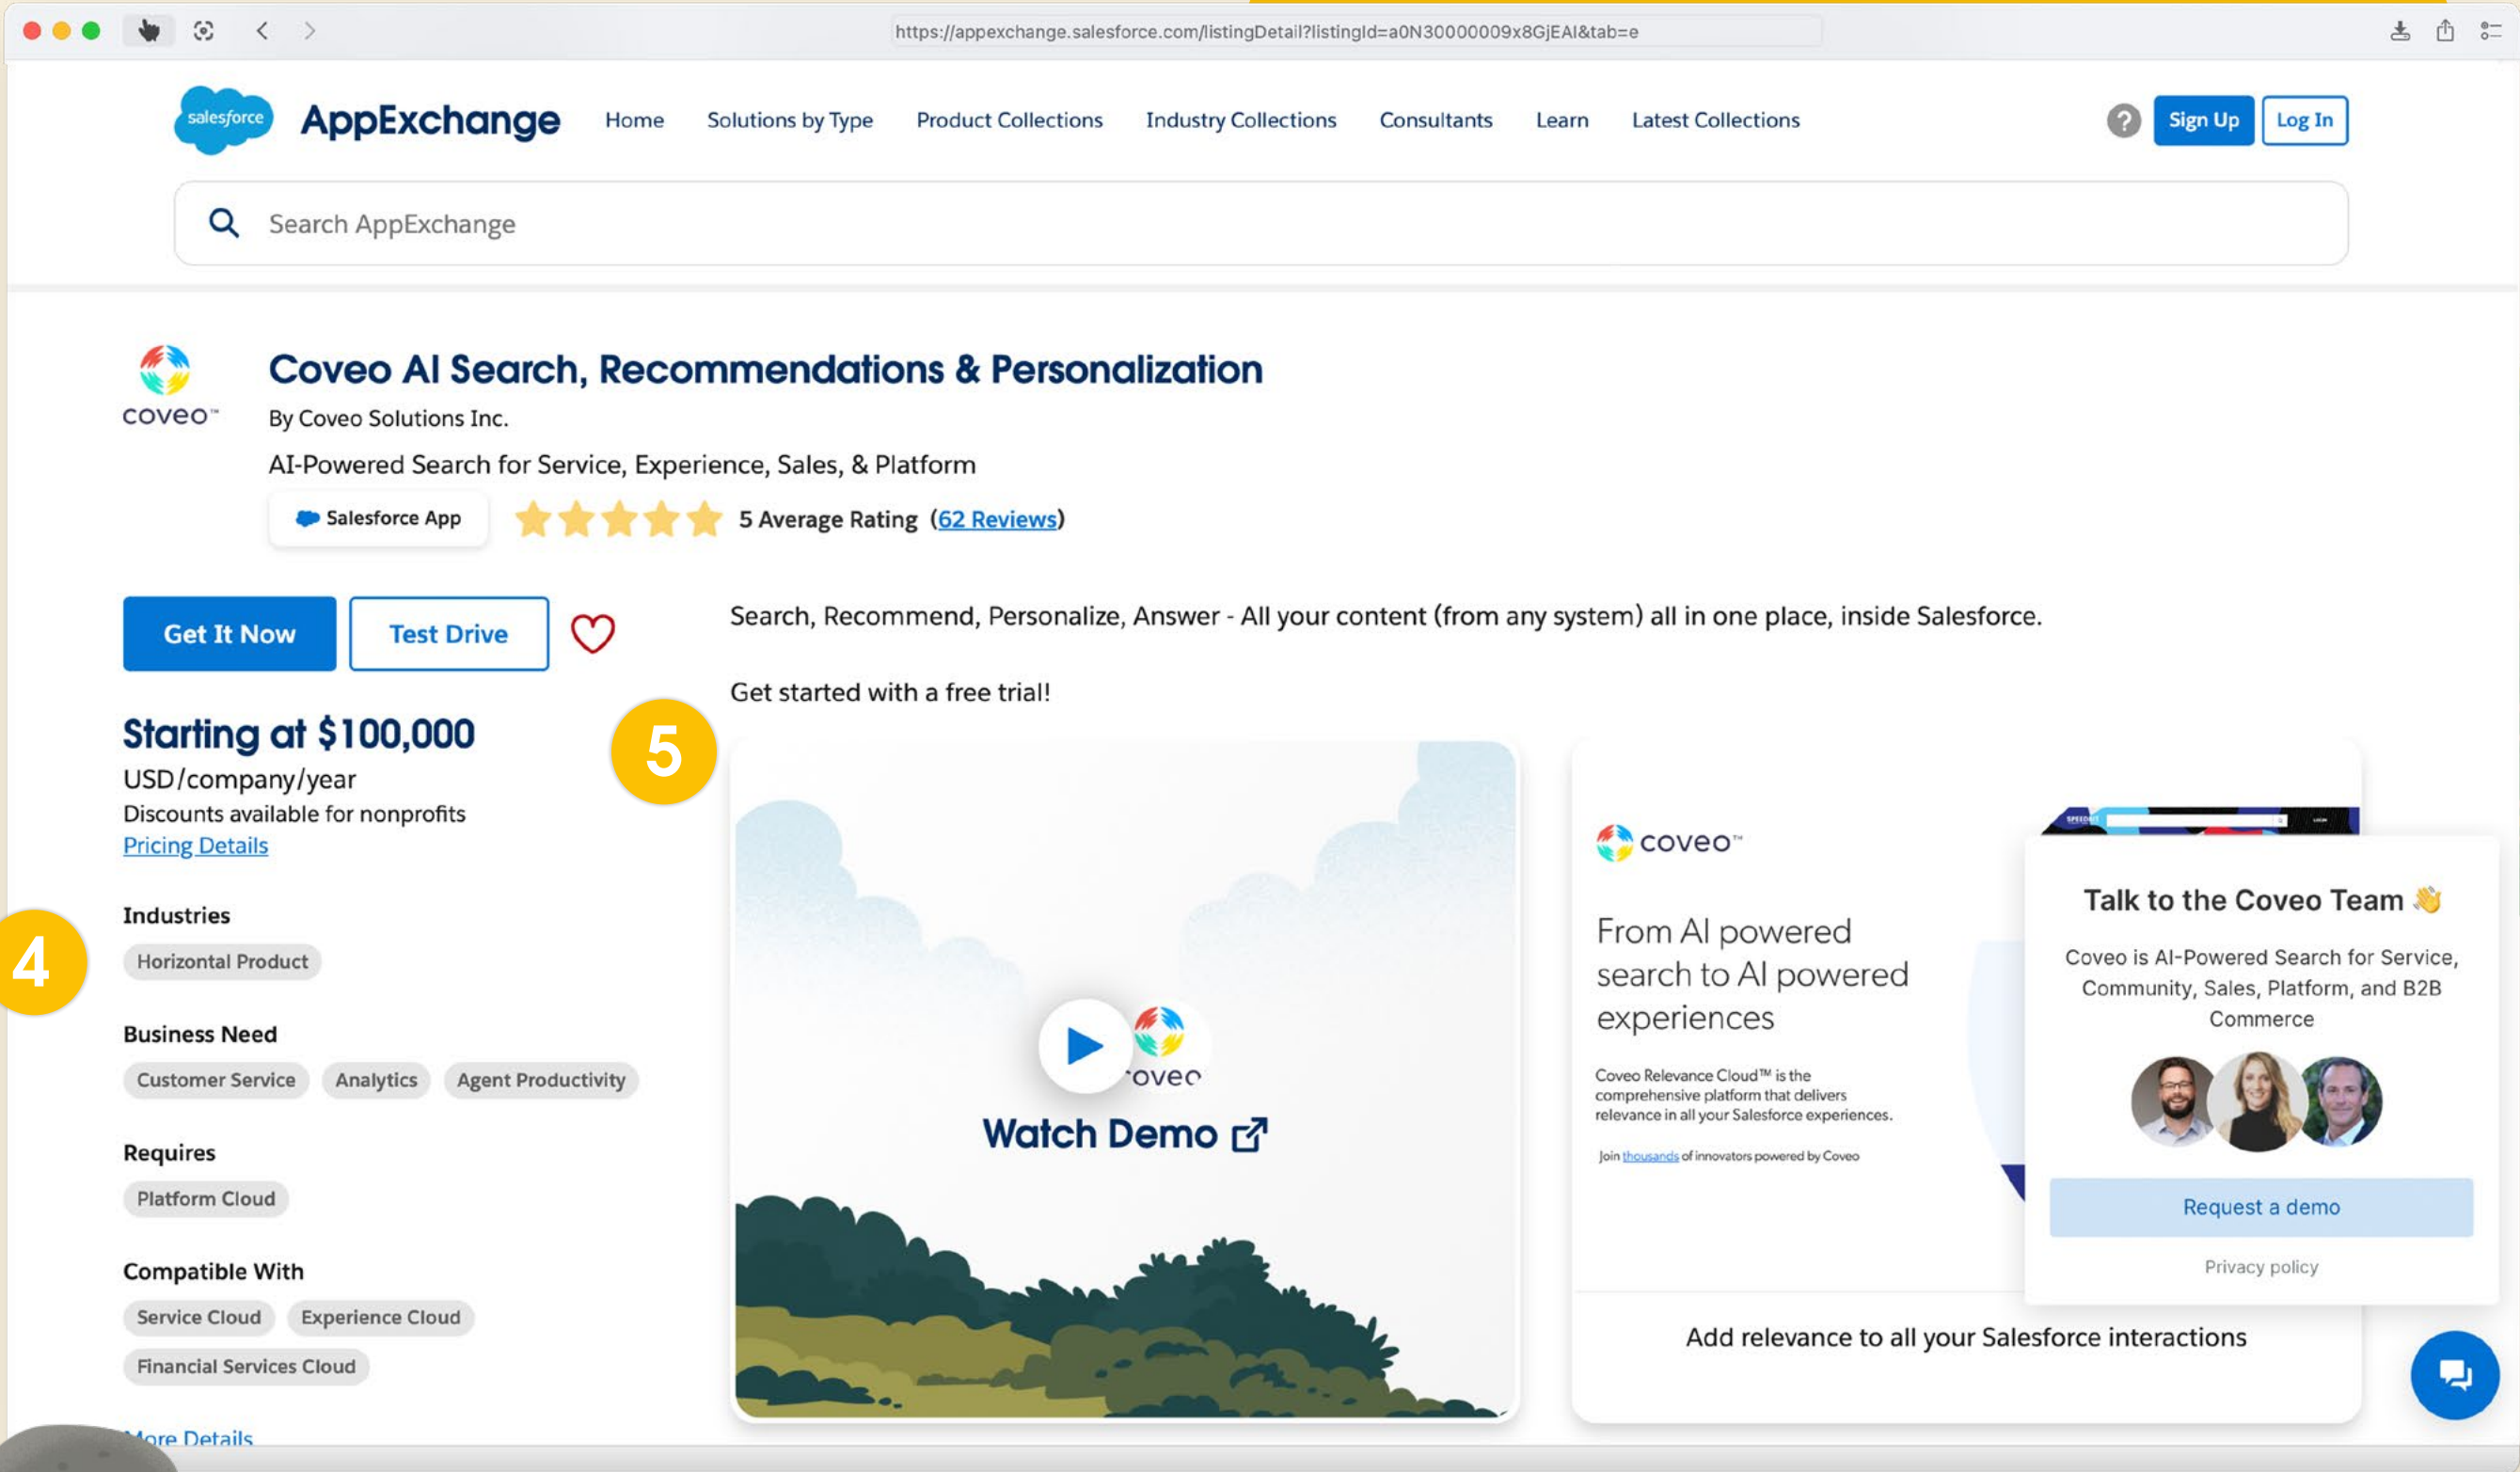 https://appexchange.salesforce.com/listingDetail?listingId=a0N30000009x8GjEAI&tab=e
salesforce
AppExchange
Home
Solutions by Type
Product Collections
Industry Collections
Consultants
Learn
Latest Collections
?
Sign Up
Log In
Search AppExchange
coveo™
Coveo AI Search, Recommendations & Personalization
By Coveo Solutions Inc.
AI-Powered Search for Service, Experience, Sales, & Platform
Salesforce App
5 Average Rating (62 Reviews)
Get It Now
Test Drive
Search, Recommend, Personalize, Answer - All your content (from any system) all in one place, inside Salesforce.
Get started with a free trial!
Starting at $100,000
USD/company/year
Discounts available for nonprofits
Pricing Details
4
Industries
Horizontal Product
Business Need
Customer Service
Analytics
Agent Productivity
Requires
Platform Cloud
Compatible With
Service Cloud
Experience Cloud
Financial Services Cloud
More Details
5
Watch Demo
coveo™
From AI powered
search to AI powered
experiences
Coveo Relevance Cloud™ is the
comprehensive platform that delivers
relevance in all your Salesforce experiences.
Join thousands of innovators powered by Coveo
Add relevance to all your Salesforce interactions
Talk to the Coveo Team 👋
Coveo is AI-Powered Search for Service,
Community, Sales, Platform, and B2B
Commerce
Request a demo
Privacy policy